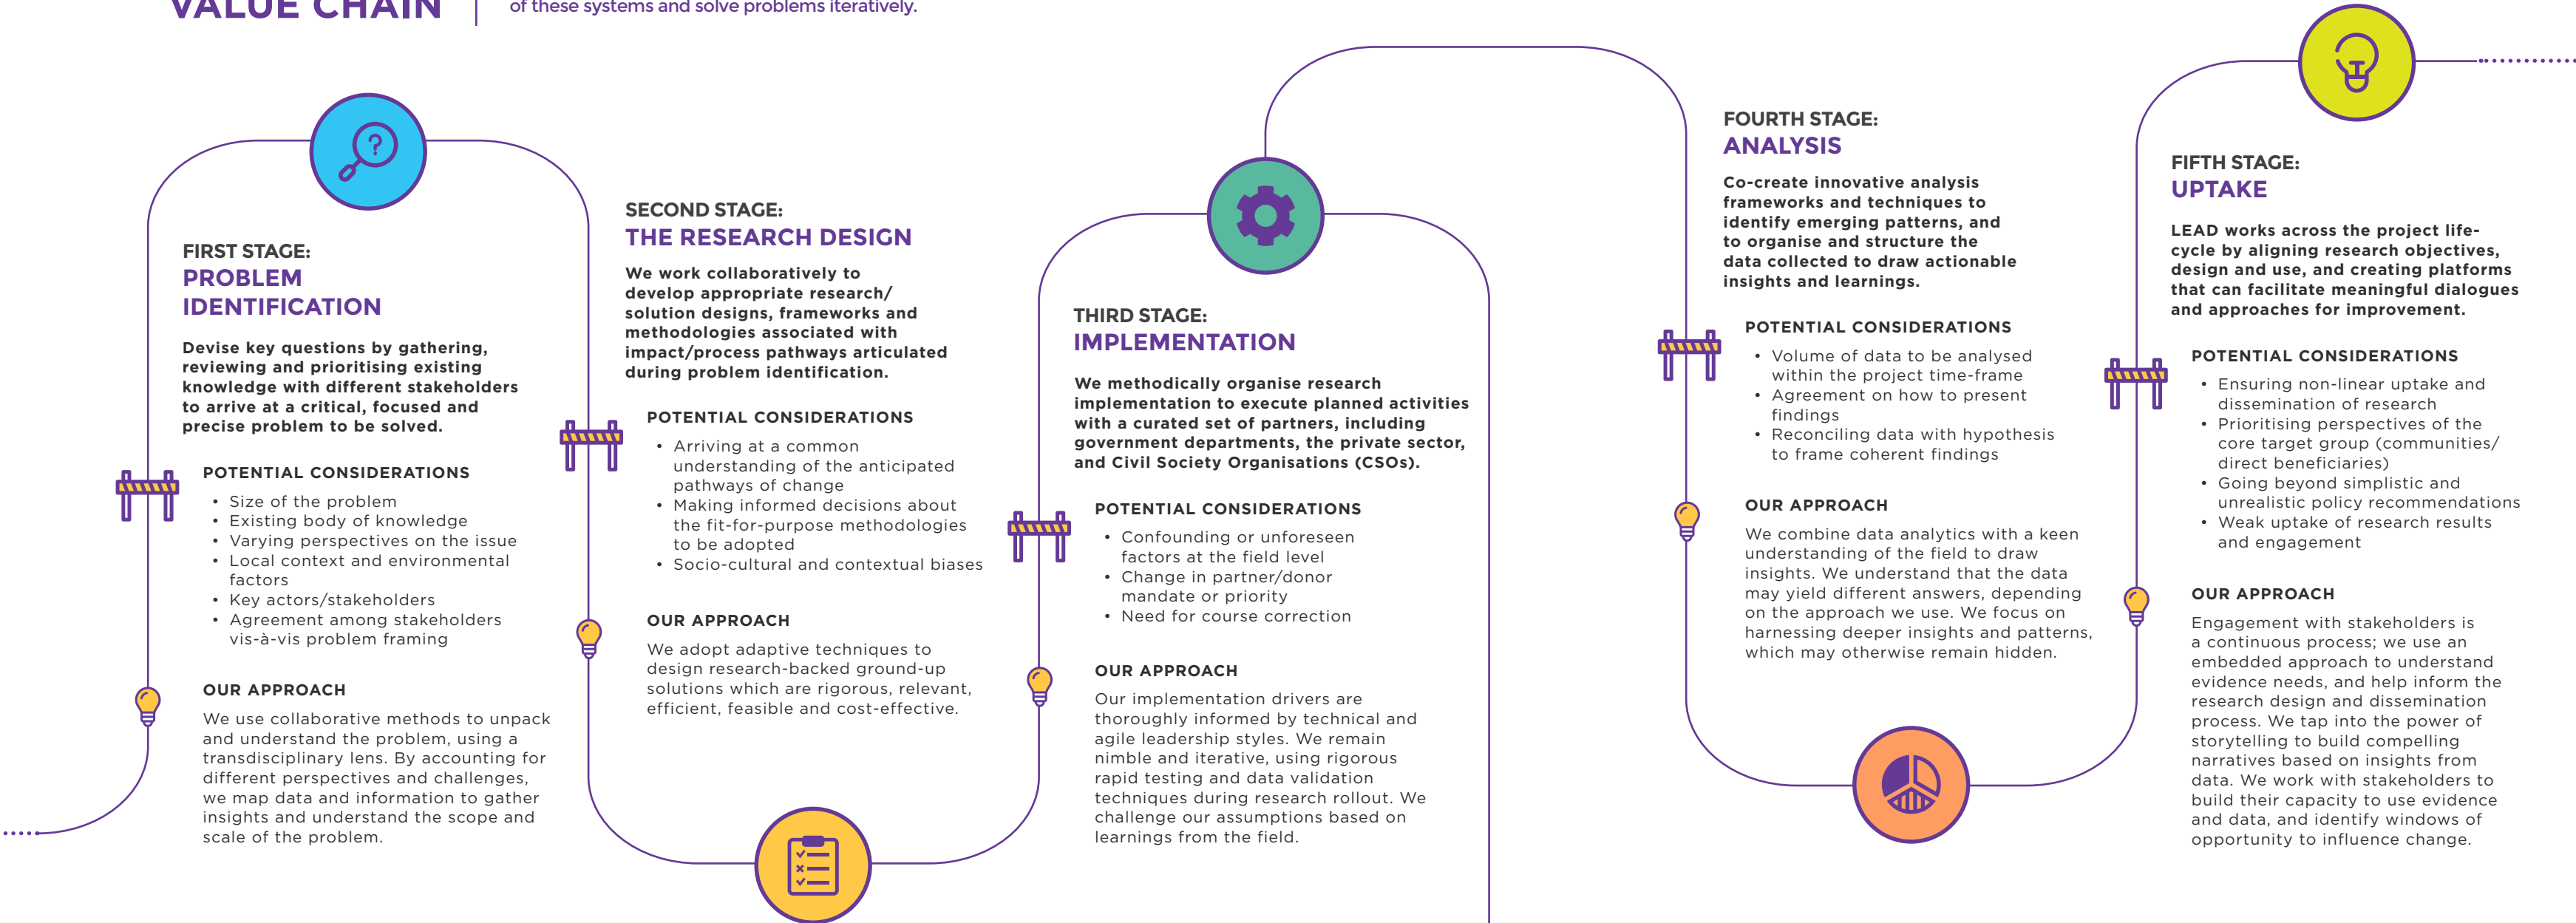 VALUE CHAIN
of these systems and solve problems iteratively.
FIRST STAGE:
PROBLEM
IDENTIFICATION
Devise key questions by gathering,
reviewing and prioritising existing
knowledge with different stakeholders
to arrive at a critical, focused and
precise problem to be solved.
POTENTIAL CONSIDERATIONS
• Size of the problem
• Existing body of knowledge
• Varying perspectives on the issue
• Local context and environmental
factors
• Key actors/stakeholders
• Agreement among stakeholders
vis-à-vis problem framing
OUR APPROACH
We use collaborative methods to unpack
and understand the problem, using a
transdisciplinary lens. By accounting for
different perspectives and challenges,
we map data and information to gather
insights and understand the scope and
scale of the problem.
SECOND STAGE:
THE RESEARCH DESIGN
We work collaboratively to
develop appropriate research/
solution designs, frameworks and
methodologies associated with
impact/process pathways articulated
during problem identification.
POTENTIAL CONSIDERATIONS
• Arriving at a common
understanding of the anticipated
pathways of change
• Making informed decisions about
the fit-for-purpose methodologies
to be adopted
• Socio-cultural and contextual biases
OUR APPROACH
We adopt adaptive techniques to
design research-backed ground-up
solutions which are rigorous, relevant,
efficient, feasible and cost-effective.
THIRD STAGE:
IMPLEMENTATION
We methodically organise research
implementation to execute planned activities
with a curated set of partners, including
government departments, the private sector,
and Civil Society Organisations (CSOs).
POTENTIAL CONSIDERATIONS
• Confounding or unforeseen
factors at the field level
• Change in partner/donor
mandate or priority
• Need for course correction
OUR APPROACH
Our implementation drivers are
thoroughly informed by technical and
agile leadership styles. We remain
nimble and iterative, using rigorous
rapid testing and data validation
techniques during research rollout. We
challenge our assumptions based on
learnings from the field.
FOURTH STAGE:
ANALYSIS
Co-create innovative analysis
frameworks and techniques to
identify emerging patterns, and
to organise and structure the
data collected to draw actionable
insights and learnings.
POTENTIAL CONSIDERATIONS
• Volume of data to be analysed
within the project time-frame
• Agreement on how to present
findings
• Reconciling data with hypothesis
to frame coherent findings
OUR APPROACH
We combine data analytics with a keen
understanding of the field to draw
insights. We understand that the data
may yield different answers, depending
on the approach we use. We focus on
harnessing deeper insights and patterns,
which may otherwise remain hidden.
FIFTH STAGE:
UPTAKE
LEAD works across the project life-
cycle by aligning research objectives,
design and use, and creating platforms
that can facilitate meaningful dialogues
and approaches for improvement.
POTENTIAL CONSIDERATIONS
• Ensuring non-linear uptake and
dissemination of research
• Prioritising perspectives of the
core target group (communities/
direct beneficiaries)
• Going beyond simplistic and
unrealistic policy recommendations
• Weak uptake of research results
and engagement
OUR APPROACH
Engagement with stakeholders is
a continuous process; we use an
embedded approach to understand
evidence needs, and help inform the
research design and dissemination
process. We tap into the power of
storytelling to build compelling
narratives based on insights from
data. We work with stakeholders to
build their capacity to use evidence
and data, and identify windows of
opportunity to influence change.